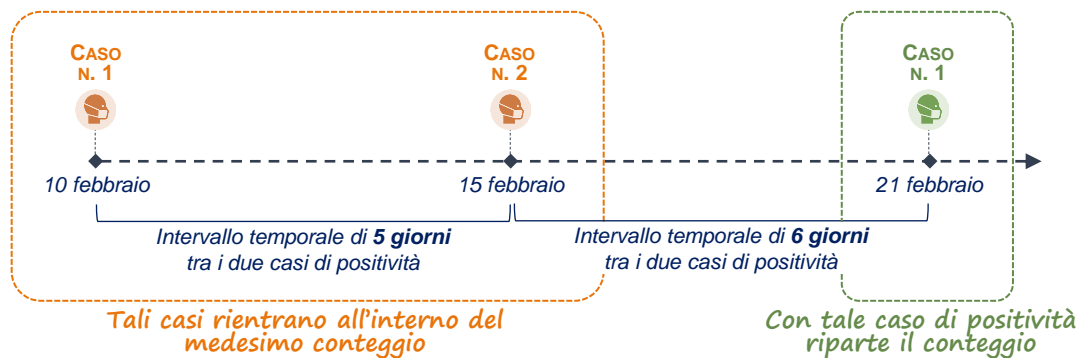 CASO
N. 1
CASO
N. 2
CASO
N. 1
10 febbraio
15 febbraio
21 febbraio
Intervallo temporale di 5 giorni
tra i due casi di positività
Intervallo temporale di 6 giorni
tra i due casi di positività
Tali casi rientrano all'interno del
medesimo conteggio
Con tale caso di positività
riparte il conteggio